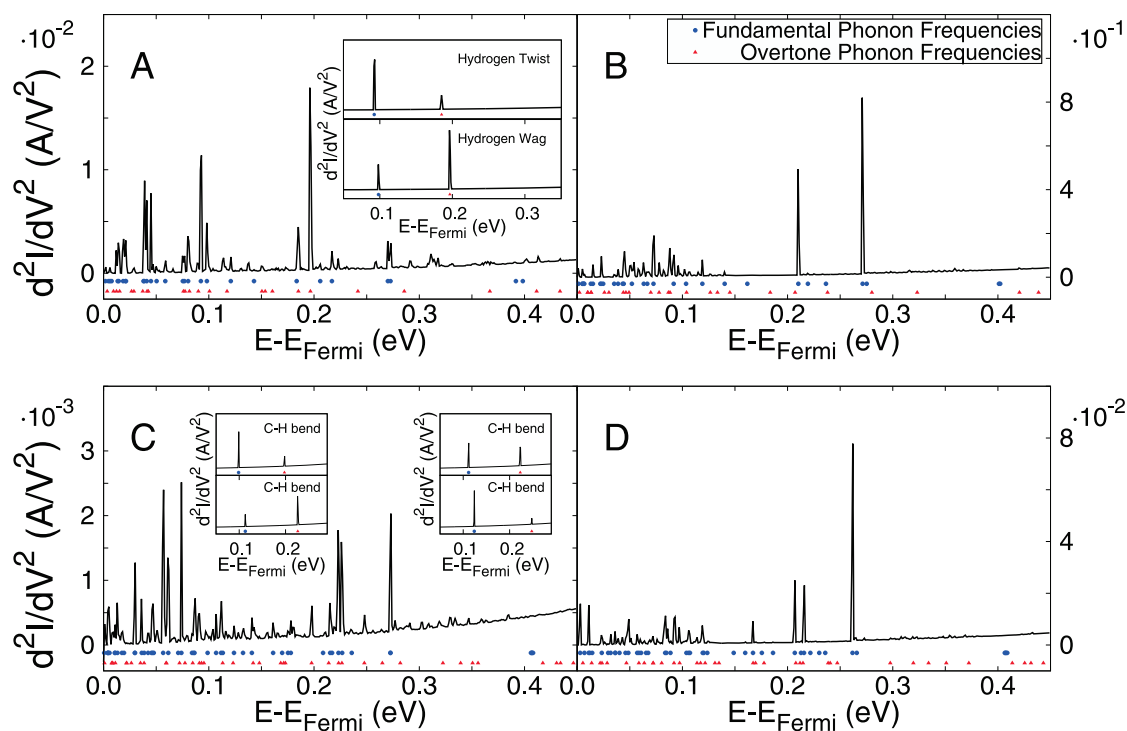 ·10⁻²
A
d²I/dV² (A/V²)
2
1
0
0.0 0.1 0.2 0.3 0.4
E-E_Fermi (eV)
Hydrogen Twist
Hydrogen Wag
d²I/dV² (A/V²)
0.1 0.2 0.3
E-E_Fermi (eV)
B
Fundamental Phonon Frequencies
Overtone Phonon Frequencies
·10⁻¹
8
4
0
0.0 0.1 0.2 0.3 0.4
E-E_Fermi (eV)
·10⁻³
C
d²I/dV² (A/V²)
3
2
1
0
0.0 0.1 0.2 0.3 0.4
E-E_Fermi (eV)
C-H bend
C-H bend
d²I/dV² (A/V²)
0.1 0.2
E-E_Fermi (eV)
C-H bend
C-H bend
d²I/dV² (A/V²)
0.1 0.2
E-E_Fermi (eV)
D
·10⁻²
8
4
0
0.0 0.1 0.2 0.3 0.4
E-E_Fermi (eV)